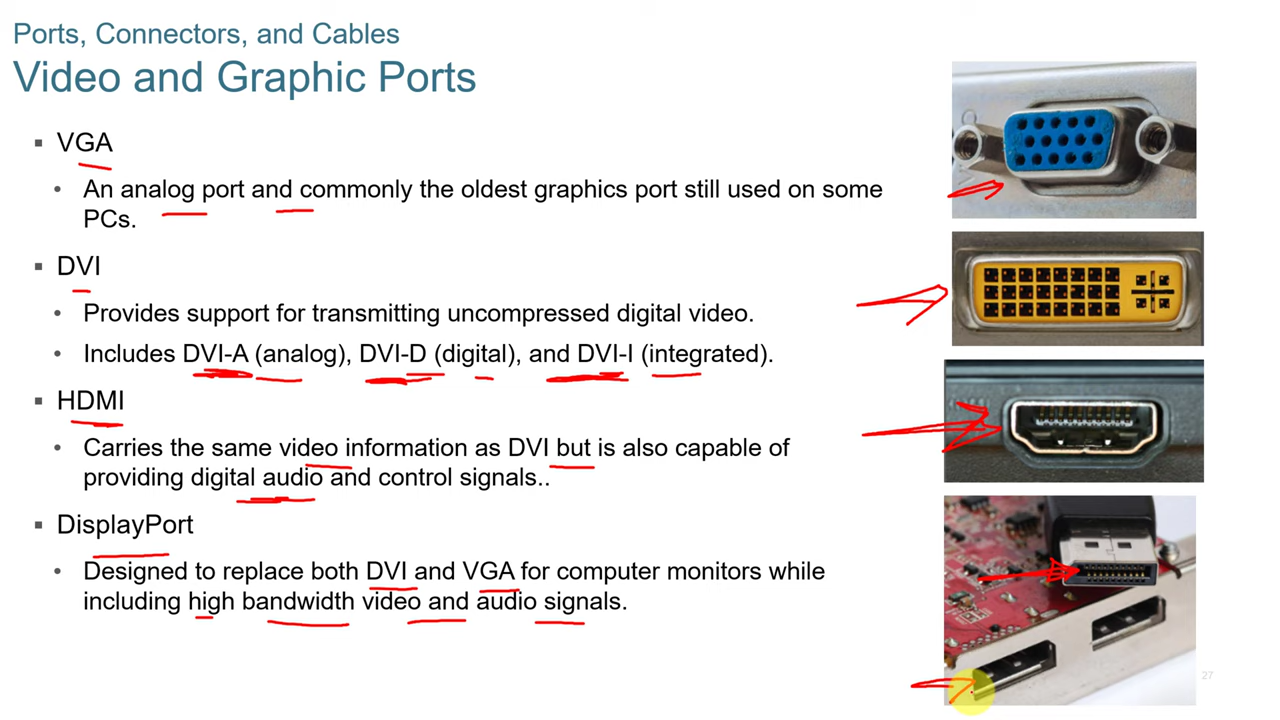 Ports, Connectors, and Cables
Video and Graphic Ports
▪ VGA
• An analog port and commonly the oldest graphics port still used on some
PCs.
▪ DVI
• Provides support for transmitting uncompressed digital video.
• Includes DVI-A (analog), DVI-D (digital), and DVI-I (integrated).
▪ HDMI
• Carries the same video information as DVI but is also capable of
providing digital audio and control signals..
▪ DisplayPort
• Designed to replace both DVI and VGA for computer monitors while
including high bandwidth video and audio signals.
27